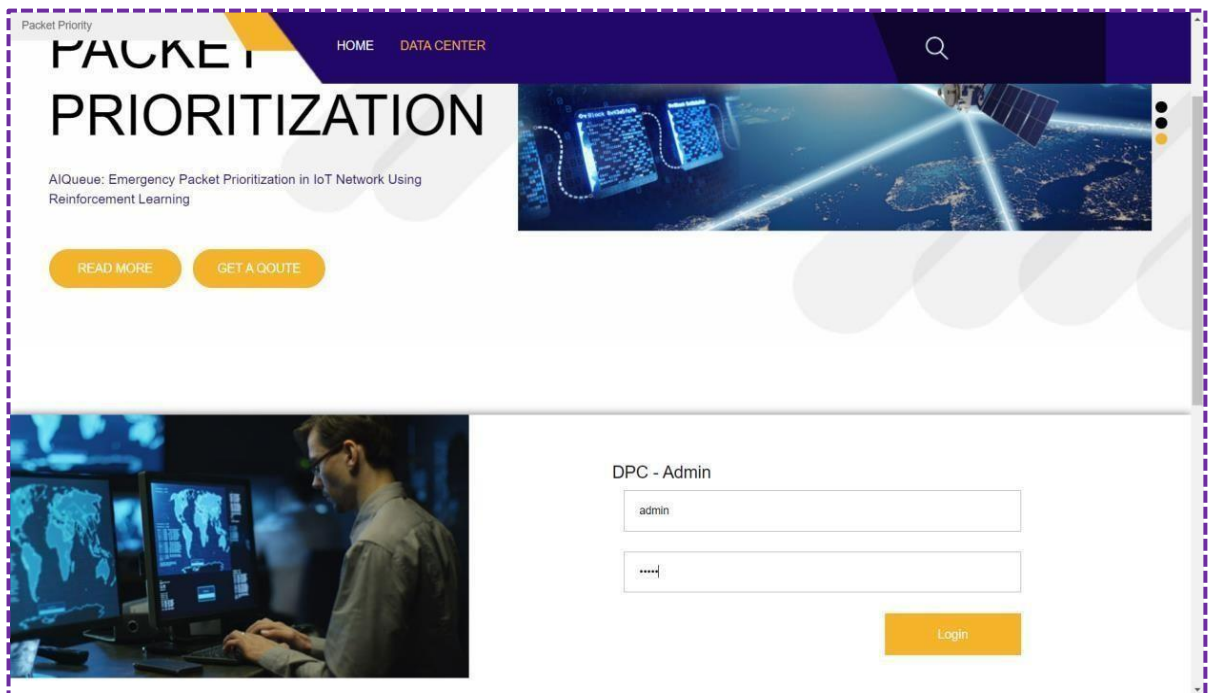 Packet Priority
HOME DATA CENTER
PACKET
PRIORITIZATION
AIQueue: Emergency Packet Prioritization in IoT Network Using
Reinforcement Learning
READ MORE GET A QOUTE
DPC - Admin
admin
•••••
Login